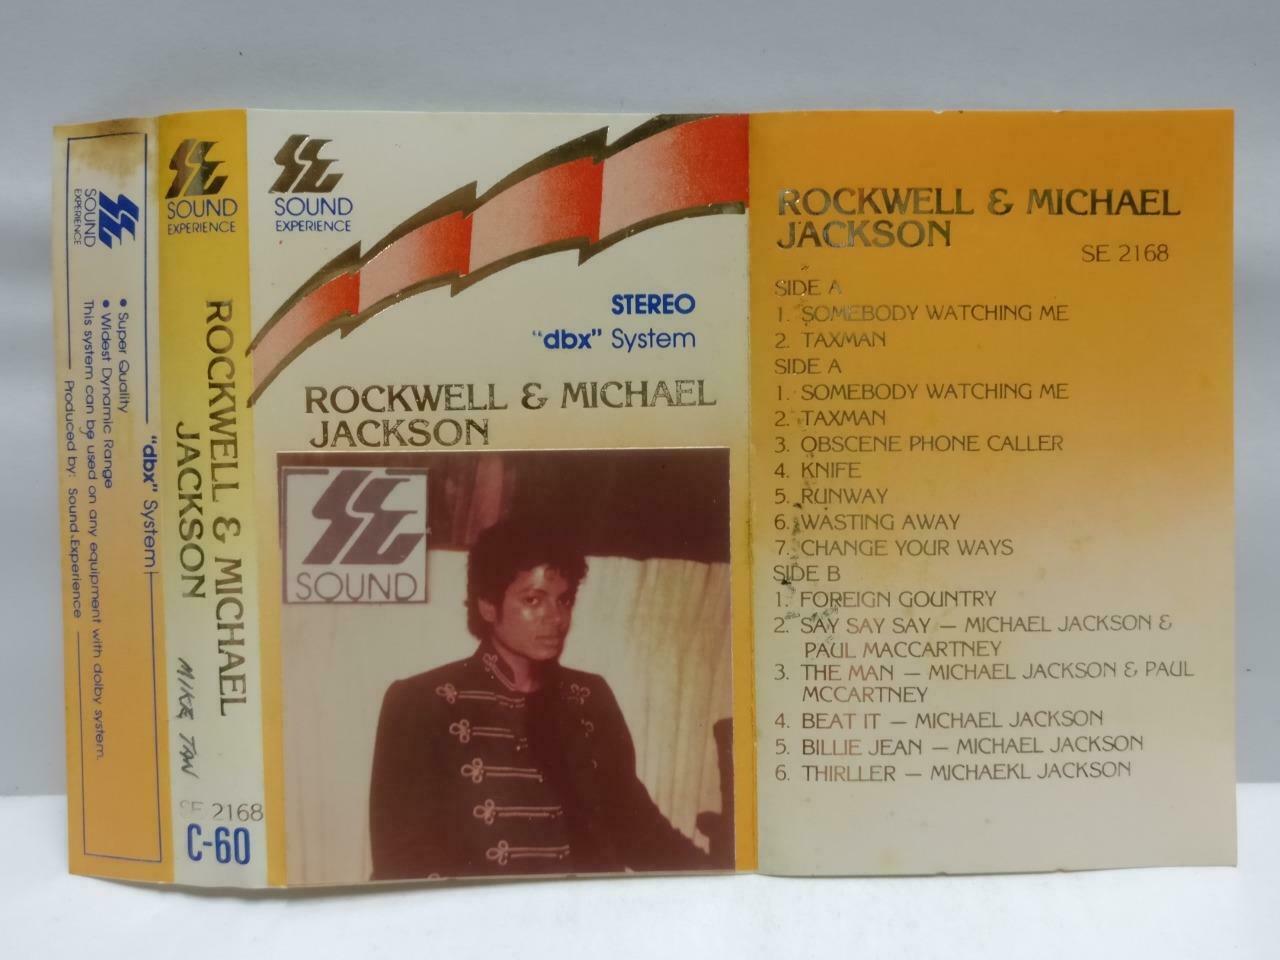 SOUND
EXPERIENCE
"dbx" System
• Super Quality
• Widest Dynamic Range
This system can be used on any equipment with dolby system.
Produced by: Sound Experience
SOUND
EXPERIENCE
ROCKWELL & MICHAEL
JACKSON
MIKE TAN
SE 2168
C-60
SOUND
EXPERIENCE
STEREO
"dbx" System
ROCKWELL & MICHAEL
JACKSON
SOUND
ROCKWELL & MICHAEL
JACKSON
SE 2168
SIDE A
1. SOMEBODY WATCHING ME
2. TAXMAN
SIDE A
1. SOMEBODY WATCHING ME
2. TAXMAN
3. OBSCENE PHONE CALLER
4. KNIFE
5. RUNWAY
6. WASTING AWAY
7. CHANGE YOUR WAYS
SIDE B
1. FOREIGN GOUNTRY
2. SAY SAY SAY — MICHAEL JACKSON &
PAUL MACCARTNEY
3. THE MAN — MICHAEL JACKSON & PAUL
MCCARTNEY
4. BEAT IT — MICHAEL JACKSON
5. BILLIE JEAN — MICHAEL JACKSON
6. THIRLLER — MICHAEKL JACKSON